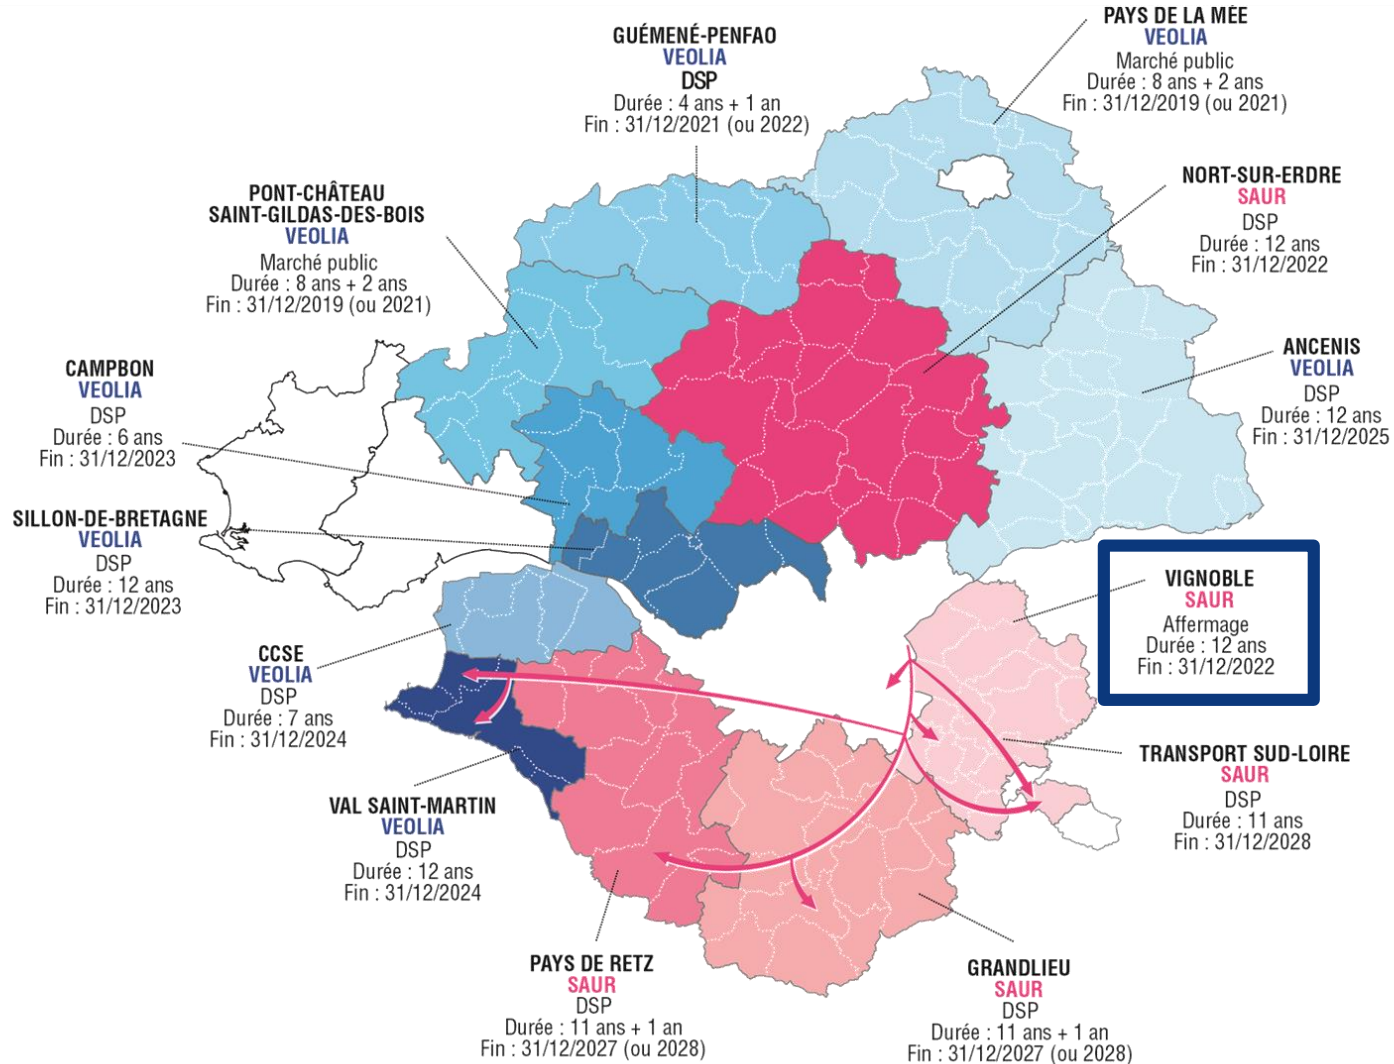 PAYS DE LA MÉE
VEOLIA
Marché public
Durée : 8 ans + 2 ans
Fin : 31/12/2019 (ou 2021)
GUÉMENÉ-PENFAO
VEOLIA
DSP
Durée : 4 ans + 1 an
Fin : 31/12/2021 (ou 2022)
NORT-SUR-ERDRE
SAUR
DSP
Durée : 12 ans
Fin : 31/12/2022
PONT-CHÂTEAU
SAINT-GILDAS-DES-BOIS
VEOLIA
Marché public
Durée : 8 ans + 2 ans
Fin : 31/12/2019 (ou 2021)
ANCENIS
VEOLIA
DSP
Durée : 12 ans
Fin : 31/12/2025
CAMPBON
VEOLIA
DSP
Durée : 6 ans
Fin : 31/12/2023
SILLON-DE-BRETAGNE
VEOLIA
DSP
Durée : 12 ans
Fin : 31/12/2023
VIGNOBLE
SAUR
Affermage
Durée : 12 ans
Fin : 31/12/2022
CCSE
VEOLIA
DSP
Durée : 7 ans
Fin : 31/12/2024
TRANSPORT SUD-LOIRE
SAUR
DSP
Durée : 11 ans
Fin : 31/12/2028
VAL SAINT-MARTIN
VEOLIA
DSP
Durée : 12 ans
Fin : 31/12/2024
PAYS DE RETZ
SAUR
DSP
Durée : 11 ans + 1 an
Fin : 31/12/2027 (ou 2028)
GRANDLIEU
SAUR
DSP
Durée : 11 ans + 1 an
Fin : 31/12/2027 (ou 2028)